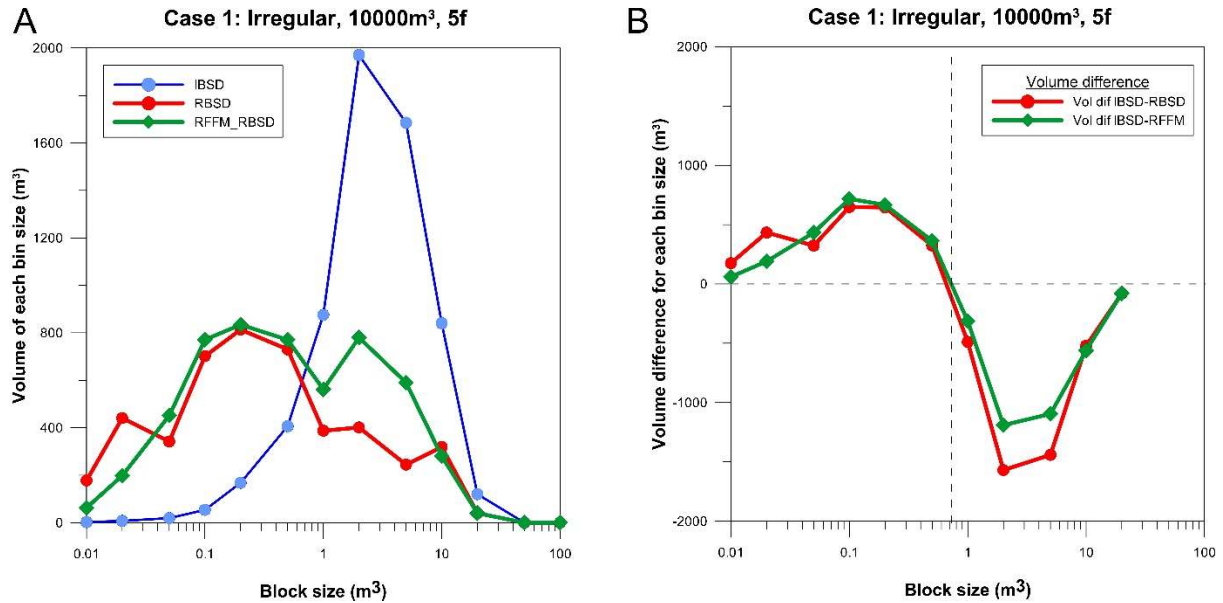 A
Case 1: Irregular, 10000m³, 5f
2000
1600
1200
800
400
0
Volume of each bin size (m³)
IBSD
RBSD
RFFM_RBSD
0.01
0.1
1
10
100
Block size (m³)
B
Case 1: Irregular, 10000m³, 5f
2000
1000
0
-1000
-2000
Volume difference for each bin size (m³)
Volume difference
Vol dif IBSD-RBSD
Vol dif IBSD-RFFM
0.01
0.1
1
10
100
Block size (m³)